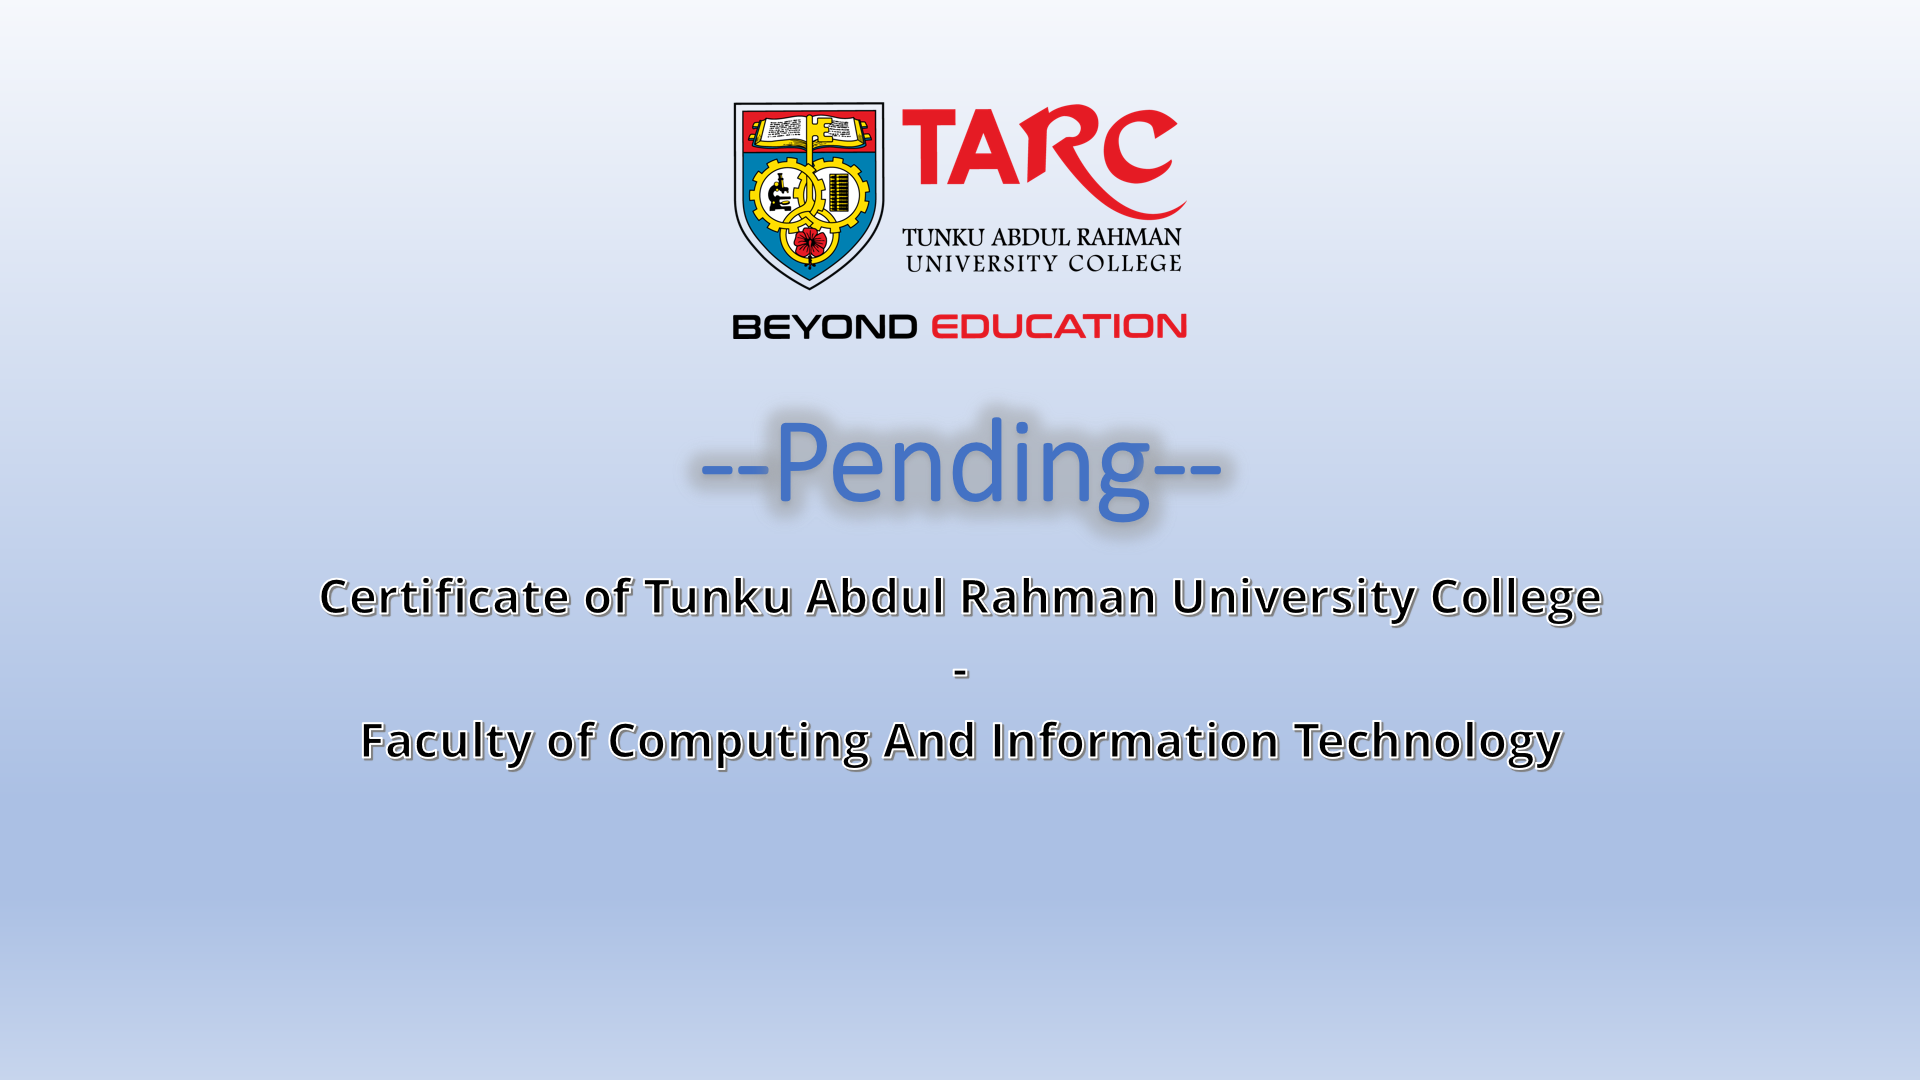 TARC
TUNKU ABDUL RAHMAN
UNIVERSITY COLLEGE
BEYOND EDUCATION
--Pending--
Certificate of Tunku Abdul Rahman University College
-
Faculty of Computing And Information Technology